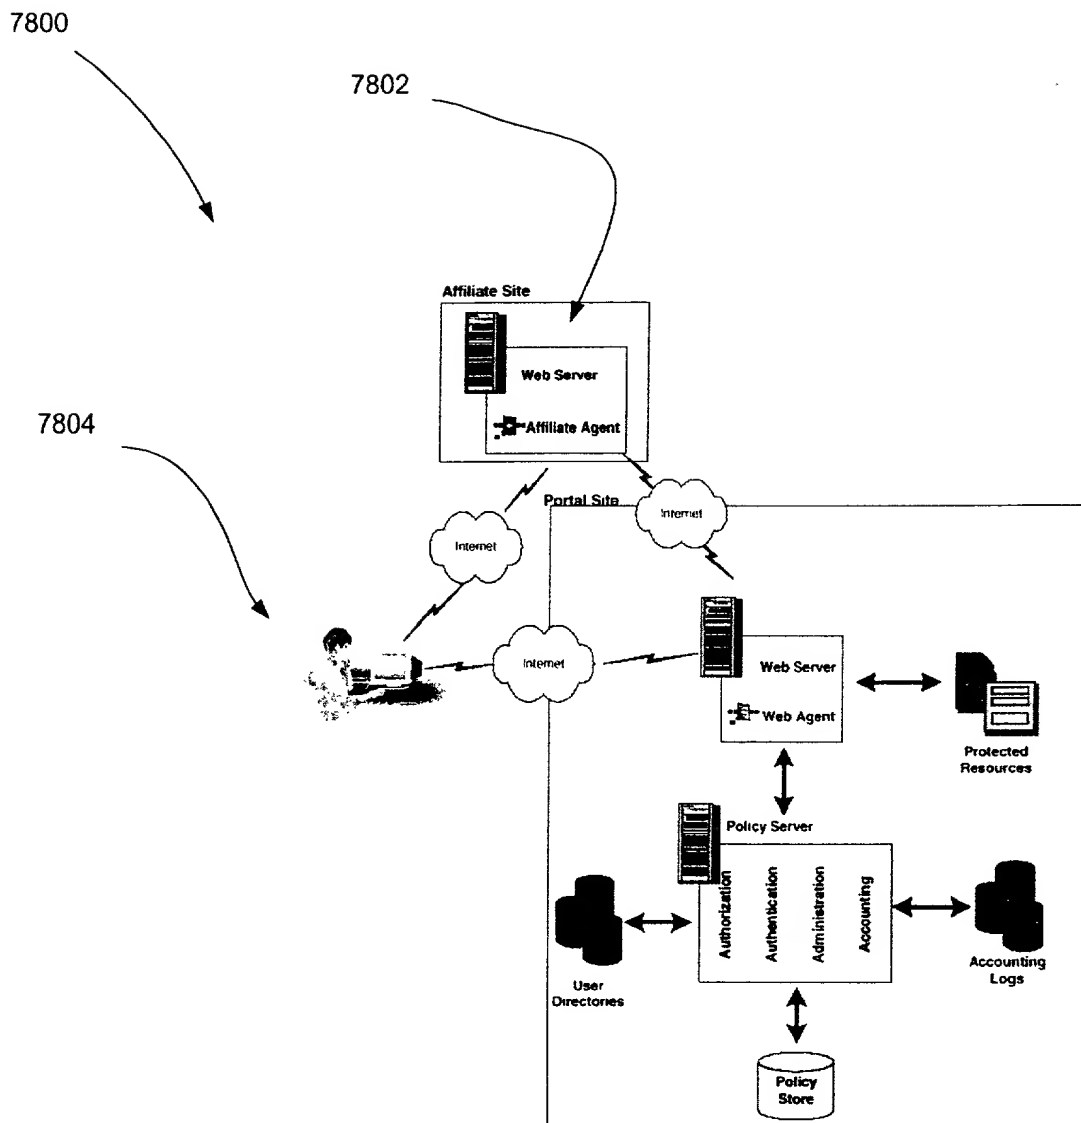 7800
7802
Affiliate Site
Web Server
Affiliate Agent
7804
Portal Site
Internet
Internet
Internet
Web Server
Web Agent
Protected
Resources
Policy Server
Authorization
Authentication
Administration
Accounting
User
Directories
Accounting
Logs
Policy
Store